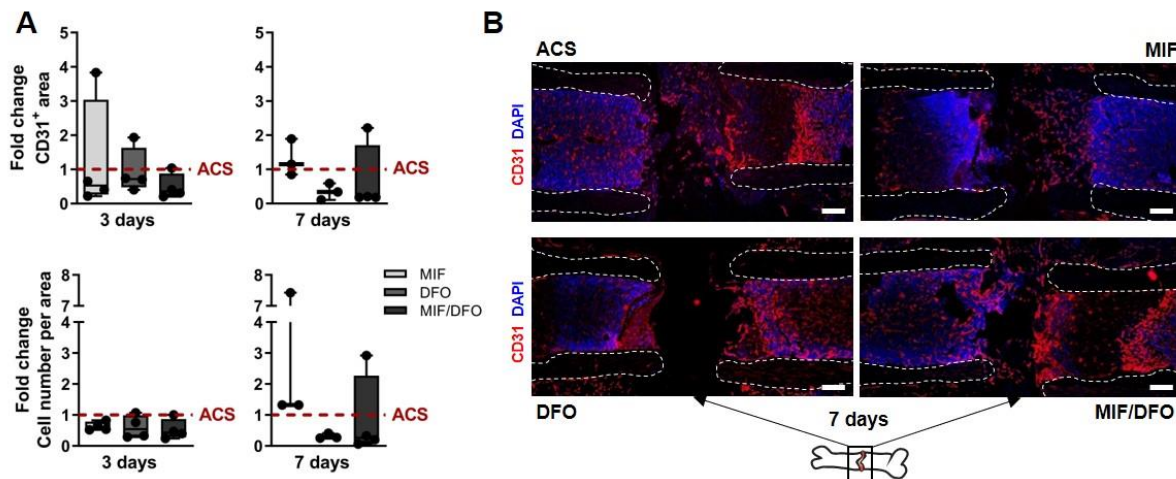 A
Fold change
CD31⁺ area
5
4
3
2
1
0
ACS
3 days
5
4
3
2
1
0
ACS
7 days
Fold change
Cell number per area
8
7
4
3
2
1
0
ACS
3 days
8
7
4
3
2
1
0
ACS
7 days
MIF
DFO
MIF/DFO
B
ACS
MIF
CD31 DAPI
CD31 DAPI
DFO
7 days
MIF/DFO